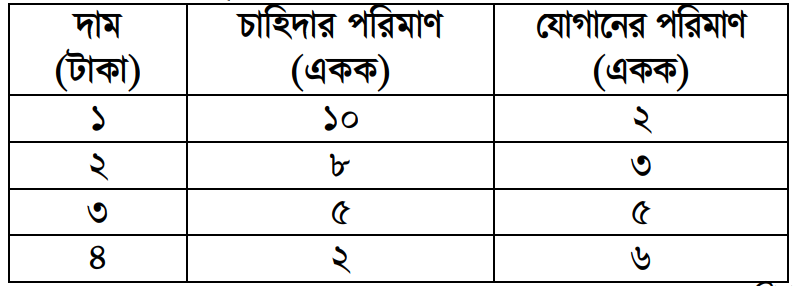 দাম চাহিদার পরিমাণ যোগানের পরিমাণ
(টাকা) (একক) (একক)
১ ১০ ২
২ ৮ ৩
৩ ৫ ৫
৪ ২ ৬